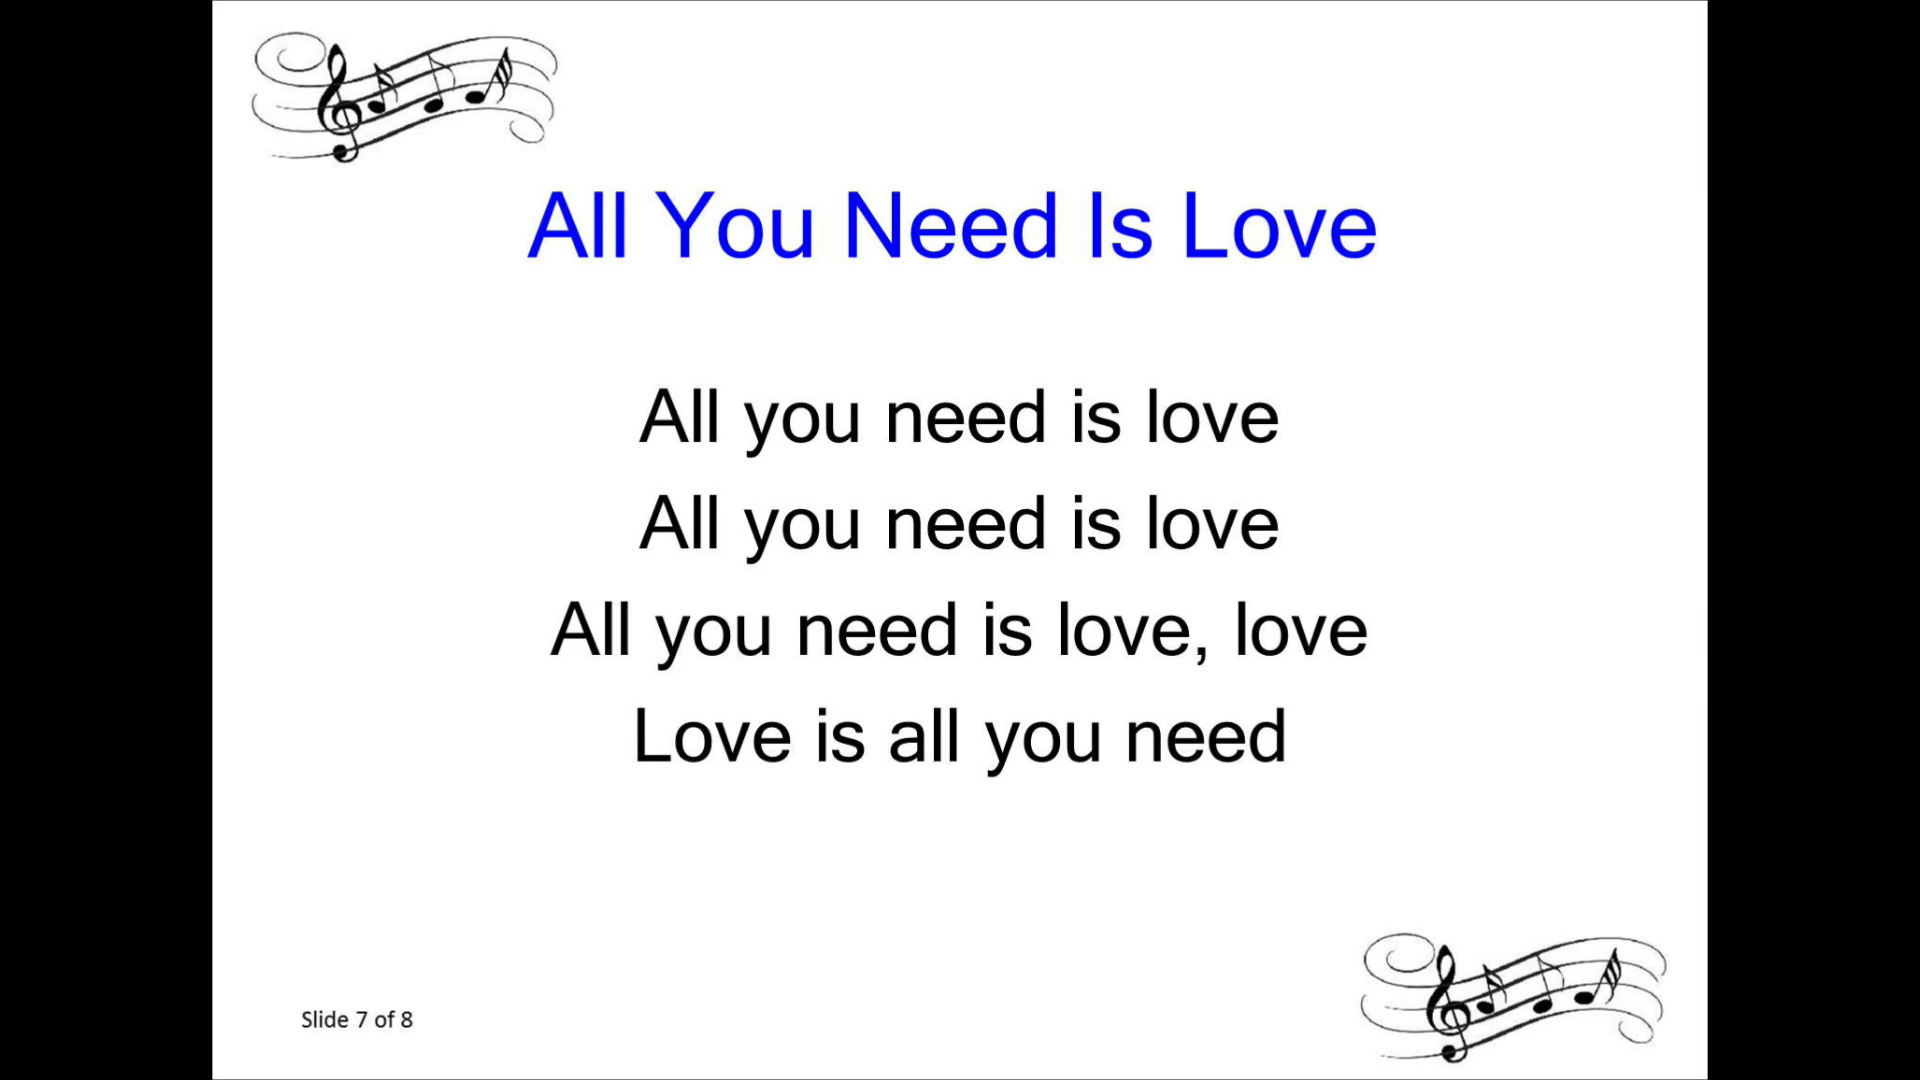 All You Need Is Love
All you need is love
All you need is love
All you need is love, love
Love is all you need
Slide 7 of 8